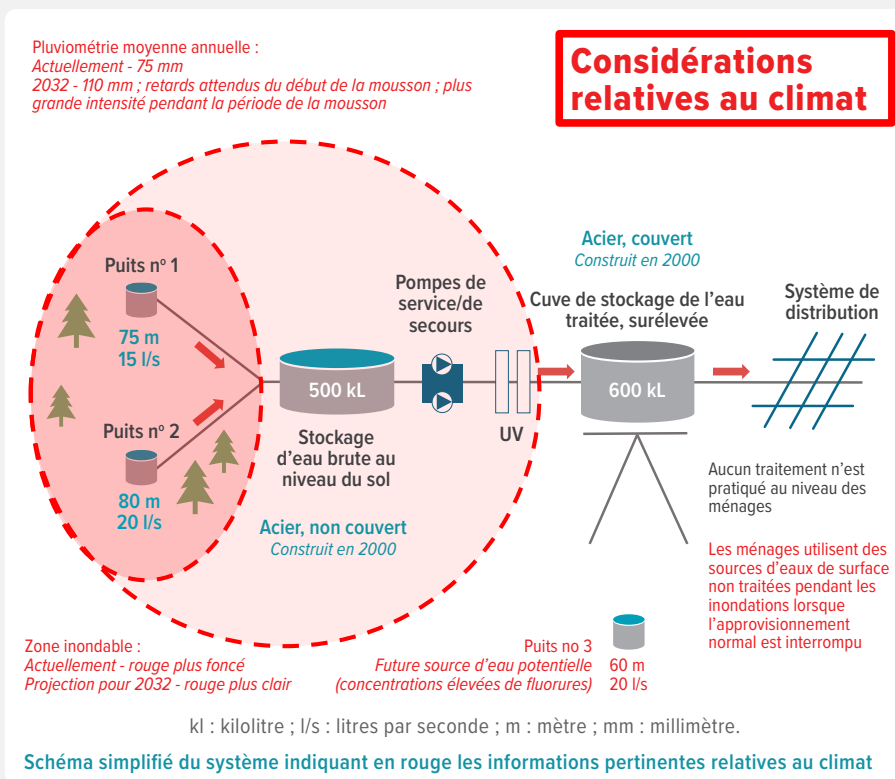 Pluviométrie moyenne annuelle :
Actuellement - 75 mm
2032 - 110 mm ; retards attendus du début de la mousson ; plus
grande intensité pendant la période de la mousson
Considérations
relatives au climat
Puits nº 1
75 m
15 l/s
Puits nº 2
80 m
20 l/s
500 kL
Stockage
d'eau brute au
niveau du sol
Acier, non couvert
Construit en 2000
Pompes de
service/de
secours
UV
Acier, couvert
Construit en 2000
Cuve de stockage de l'eau
traitée, surélevée
600 kL
Système de
distribution
Aucun traitement n'est
pratiqué au niveau des
ménages
Les ménages utilisent des
sources d'eaux de surface
non traitées pendant les
inondations lorsque
l'approvisionnement
normal est interrompu
Zone inondable :
Actuellement - rouge plus foncé
Projection pour 2032 - rouge plus clair
Puits no 3
Future source d'eau potentielle
(concentrations élevées de fluorures)
60 m
20 l/s
kl : kilolitre ; l/s : litres par seconde ; m : mètre ; mm : millimètre.
Schéma simplifié du système indiquant en rouge les informations pertinentes relatives au climat